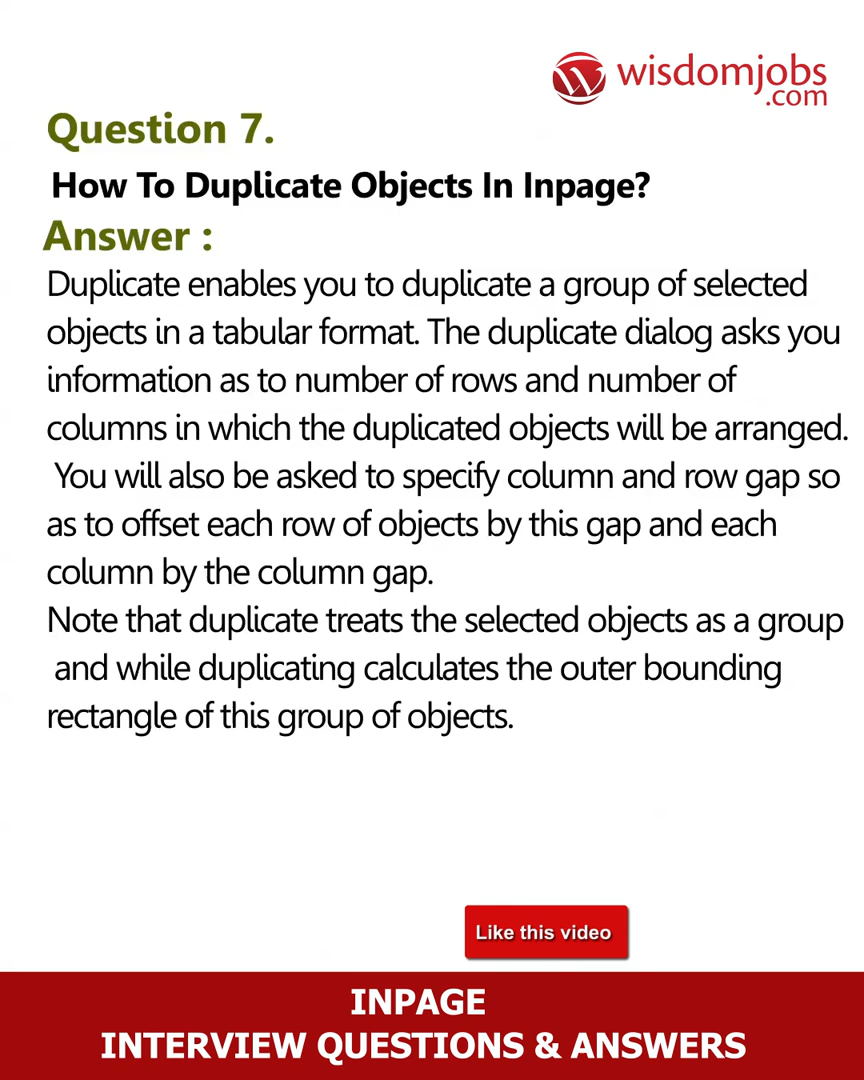 wisdomjobs
.com
Question 7.
How To Duplicate Objects In Inpage?
Answer :
Duplicate enables you to duplicate a group of selected
objects in a tabular format. The duplicate dialog asks you
information as to number of rows and number of
columns in which the duplicated objects will be arranged.
You will also be asked to specify column and row gap so
as to offset each row of objects by this gap and each
column by the column gap.
Note that duplicate treats the selected objects as a group
and while duplicating calculates the outer bounding
rectangle of this group of objects.
Like this video
INPAGE
INTERVIEW QUESTIONS & ANSWERS